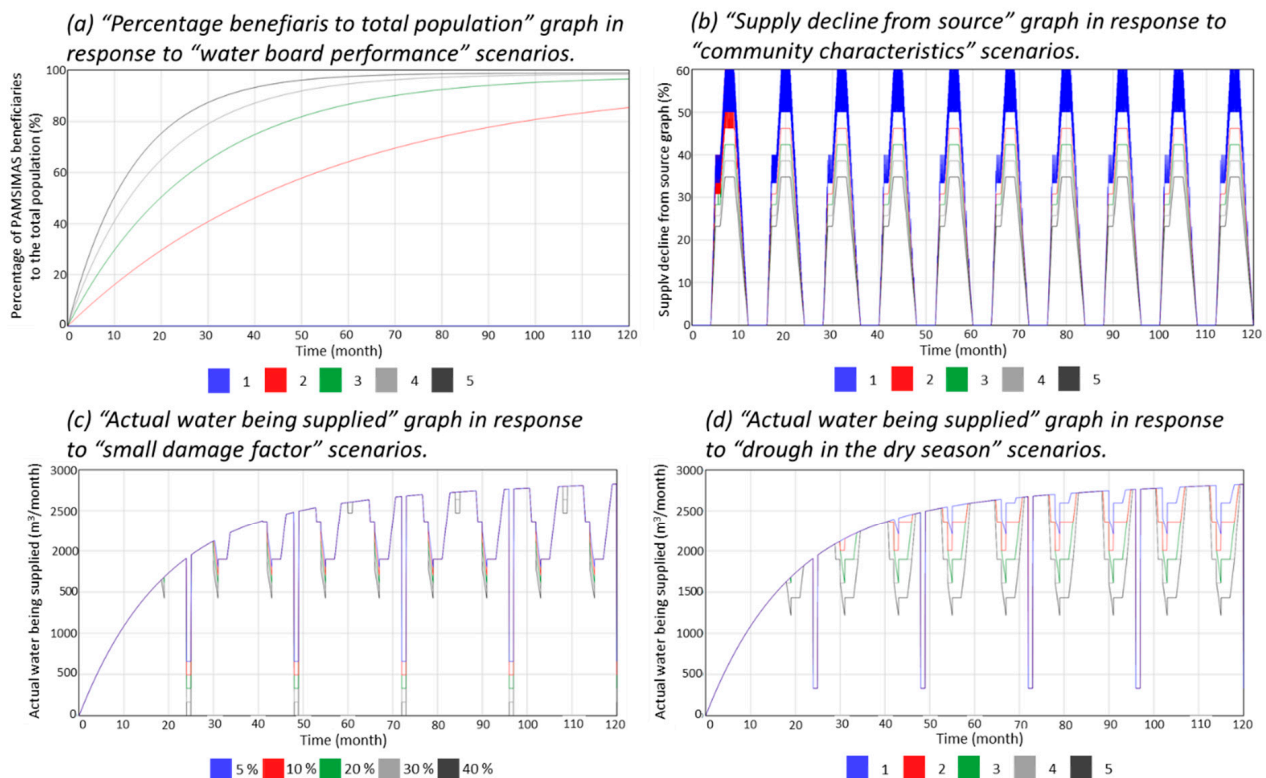 (a) “Percentage benefiaris to total population” graph in
response to “water board performance” scenarios.
Percentage of PAMSIMAS beneficiaries
to the total population (%)
100
80
60
40
20
0
0 10 20 30 40 50 60 70 80 90 100 110 120
Time (month)
1 2 3 4 5
(b) “Supply decline from source” graph in response to
“community characteristics” scenarios.
Supply decline from source graph (%)
60
50
40
30
20
10
0
0 10 20 30 40 50 60 70 80 90 100 110 120
Time (month)
1 2 3 4 5
(c) “Actual water being supplied” graph in response
to “small damage factor” scenarios.
Actual water being supplied (m³/month)
3000
2500
2000
500
1000
500
0
0 10 20 30 40 50 60 70 80 90 100 110 120
Time (month)
5 % 10 % 20 % 30 % 40 %
(d) “Actual water being supplied” graph in response
to “drough in the dry season” scenarios.
Actual water being supplied (m³/month)
3000
2500
2000
1500
1000
500
0
0 10 20 30 40 50 60 70 80 90 100 110 120
Time (month)
1 2 3 4 5